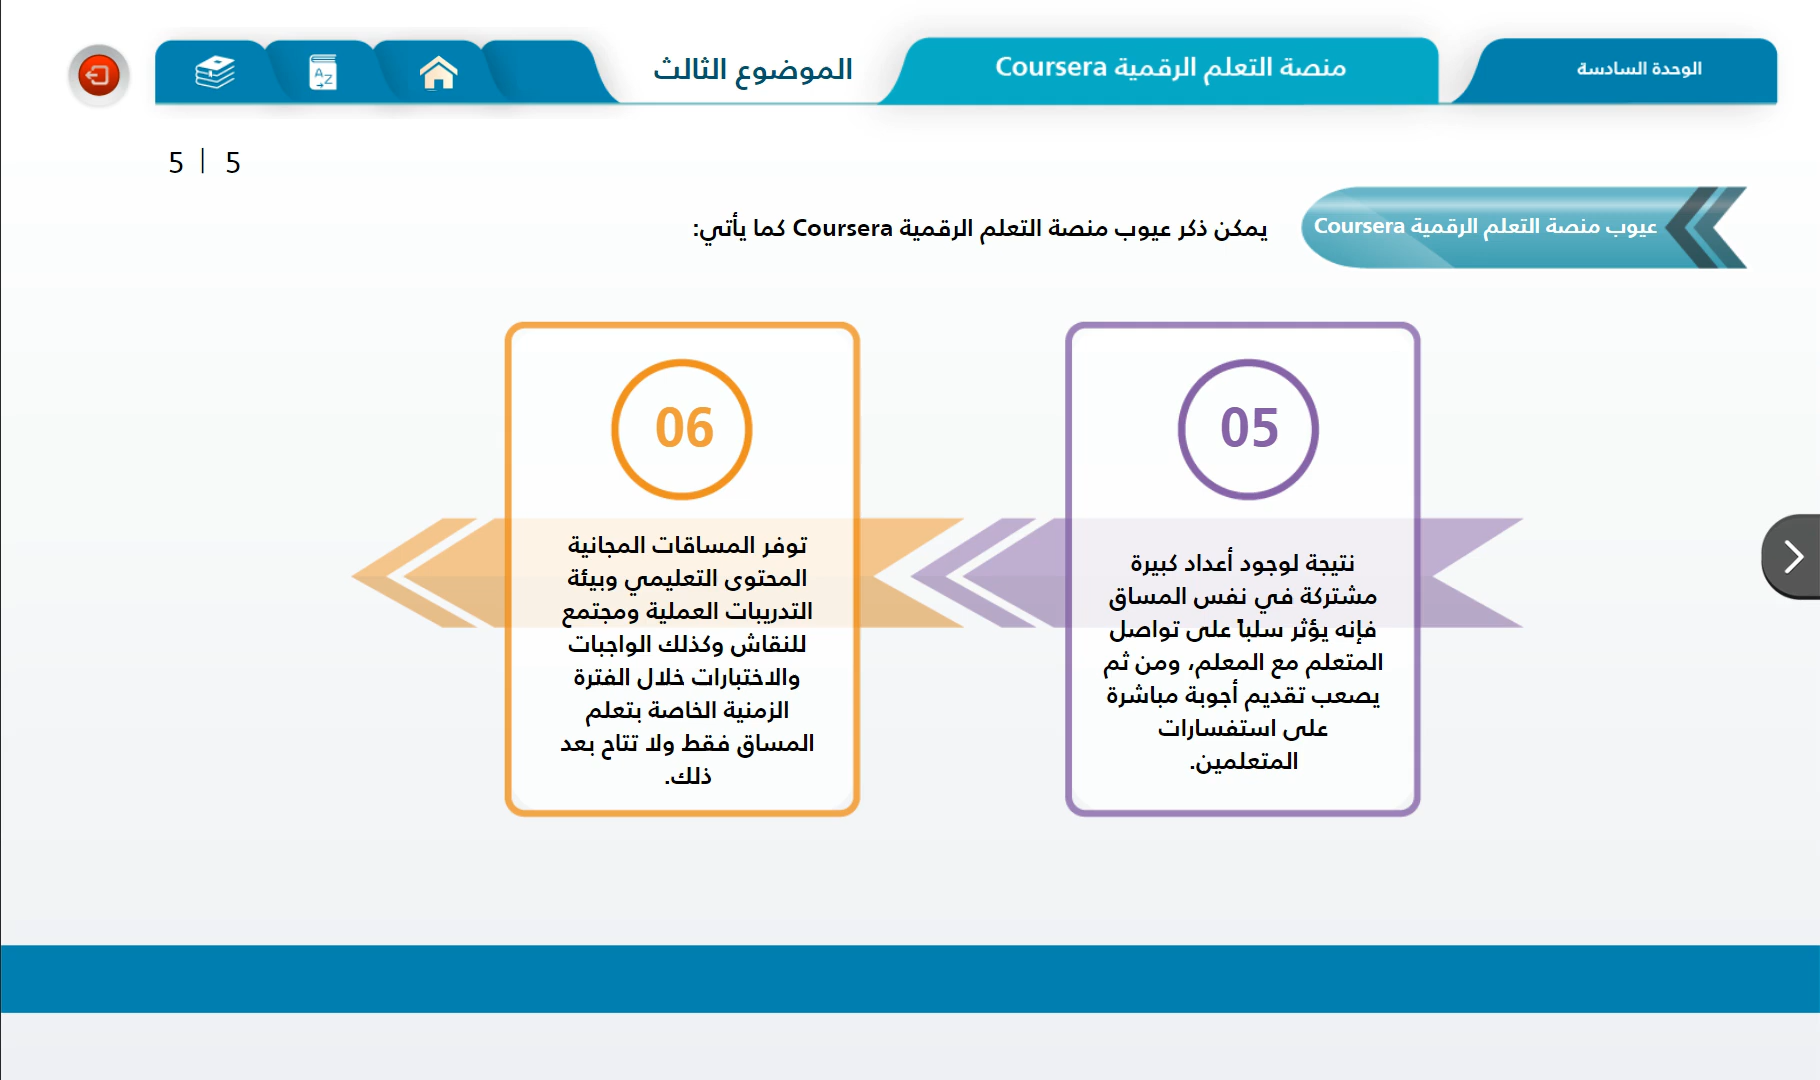 الوحدة السادسة
منصة التعلم الرقمية Coursera
الموضوع الثالث
A Z
5 | 5
عيوب منصة التعلم الرقمية Coursera
يمكن ذكر عيوب منصة التعلم الرقمية Coursera كما يأتي:
05
نتيجة لوجود أعداد كبيرة
مشتركة في نفس المساق
فإنه يؤثر سلباً على تواصل
المتعلم مع المعلم، ومن ثم
يصعب تقديم أجوبة مباشرة
على استفسارات
المتعلمين.
06
توفر المساقات المجانية
المحتوى التعليمي وبيئة
التدريبات العملية ومجتمع
للنقاش وكذلك الواجبات
والاختبارات خلال الفترة
الزمنية الخاصة بتعلم
المساق فقط ولا تتاح بعد
ذلك.